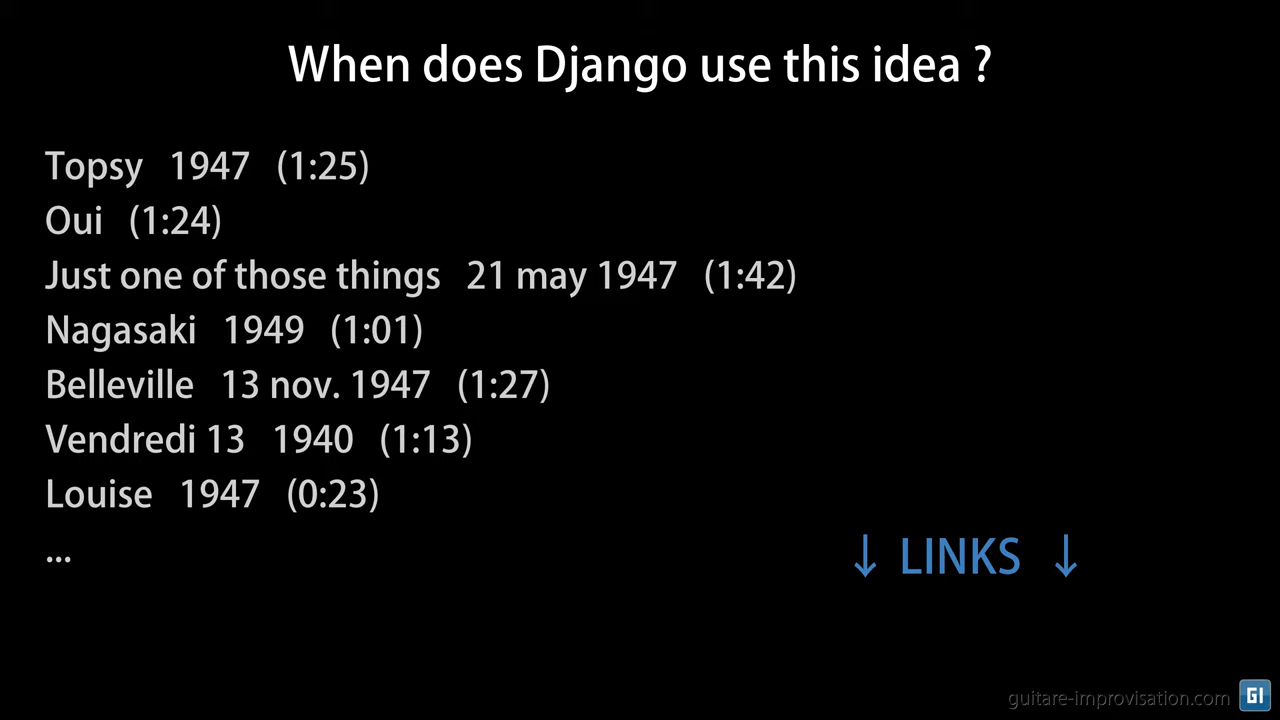 When does Django use this idea ?
Topsy 1947 (1:25)
Oui (1:24)
Just one of those things 21 may 1947 (1:42)
Nagasaki 1949 (1:01)
Belleville 13 nov. 1947 (1:27)
Vendredi 13 1940 (1:13)
Louise 1947 (0:23)
...
↓ LINKS ↓
guitare-improvisation.com GI